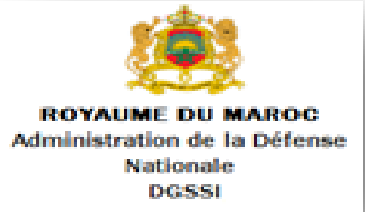 ROYAUME DU MAROC
Administration de la Défense
Nationale
DGSSI